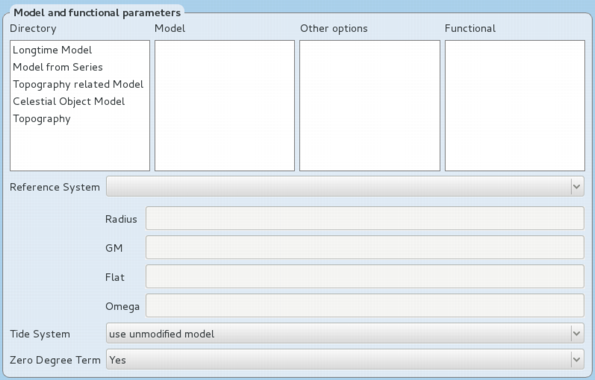 Model and functional parameters
Directory Model Other options Functional
Longtime Model
Model from Series
Topography related Model
Celestial Object Model
Topography
Reference System
Radius
GM
Flat
Omega
Tide System use unmodified model
Zero Degree Term Yes